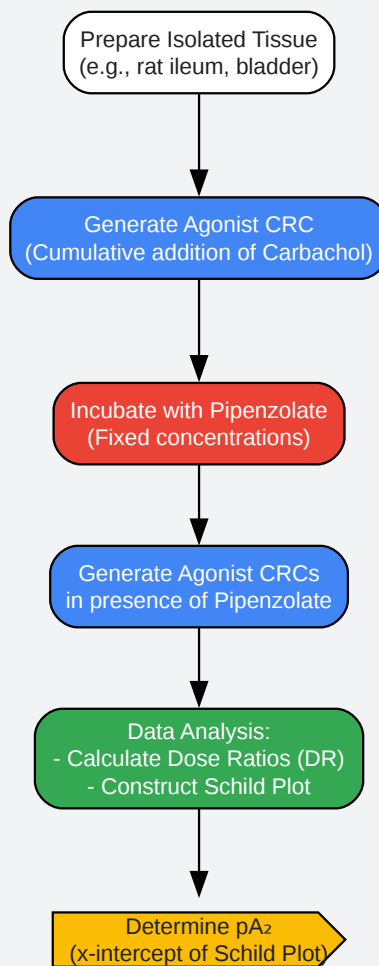 Prepare Isolated Tissue
(e.g., rat ileum, bladder)
Generate Agonist CRC
(Cumulative addition of Carbachol)
Incubate with Pipenzolate
(Fixed concentrations)
Generate Agonist CRCs
in presence of Pipenzolate
Data Analysis:
- Calculate Dose Ratios (DR)
- Construct Schild Plot
Determine pA₂
(x-intercept of Schild Plot)